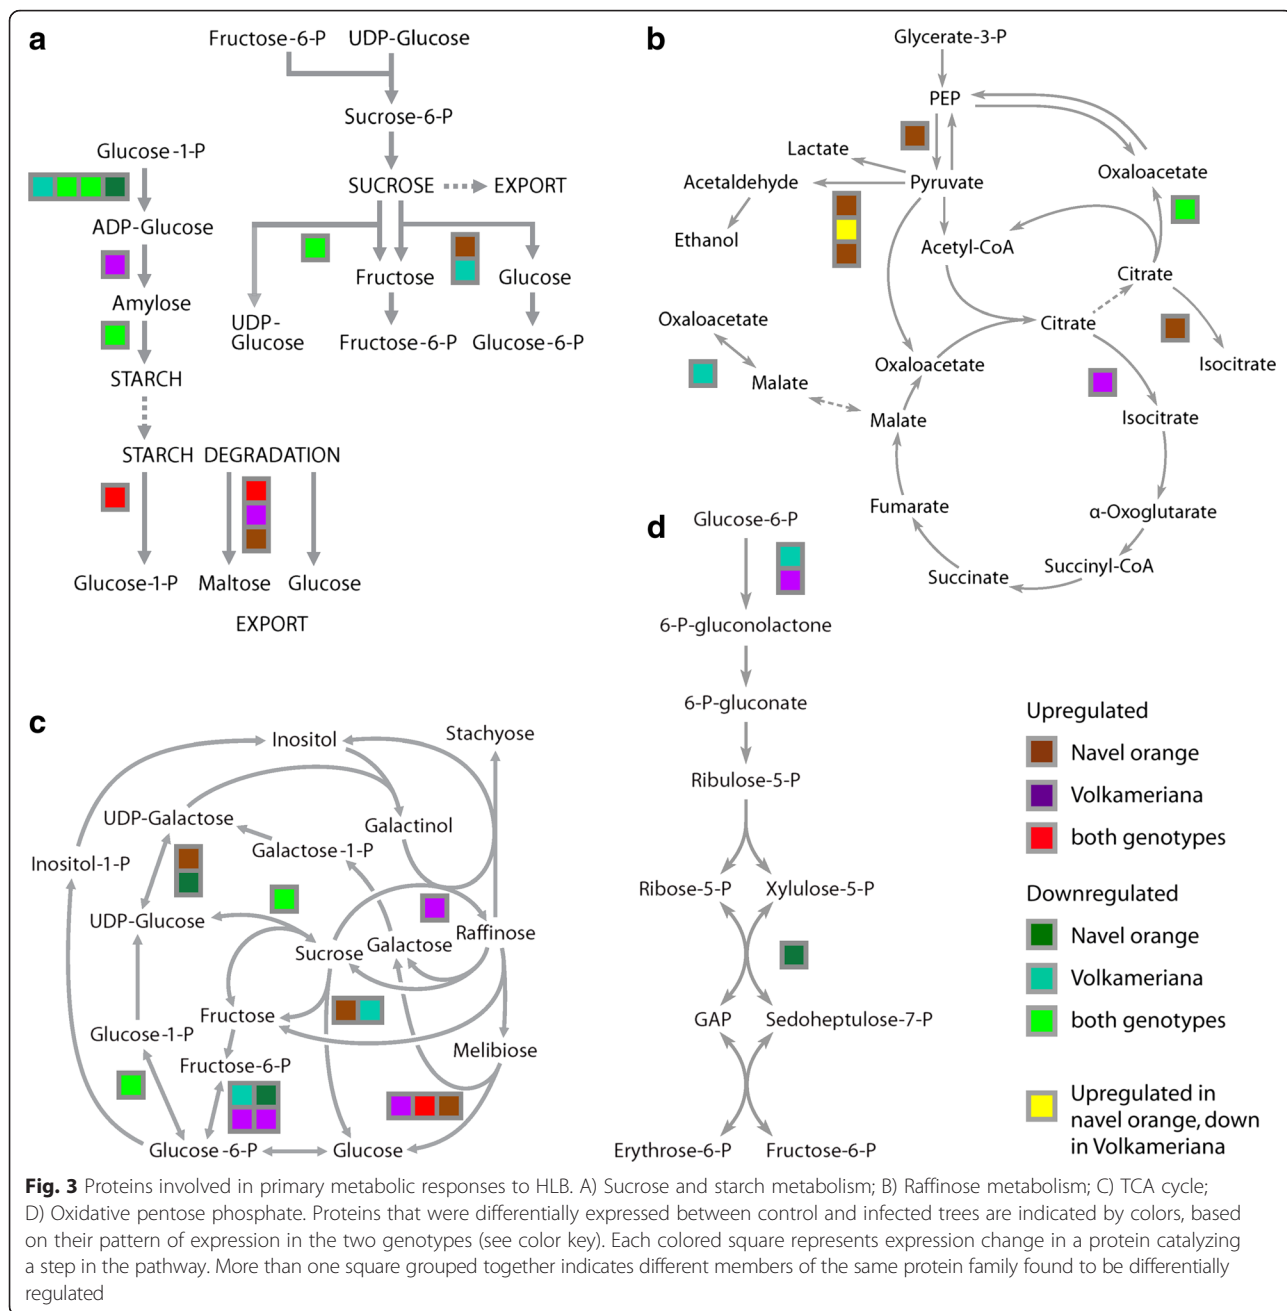 a
Fructose-6-P UDP-Glucose
Sucrose-6-P
Glucose-1-P
SUCROSE EXPORT
ADP-Glucose
Fructose Glucose
Amylose
UDP-
Glucose
Fructose-6-P Glucose-6-P
STARCH
STARCH DEGRADATION
Glucose-1-P Maltose Glucose
EXPORT
b
Glycerate-3-P
PEP
Lactate
Oxaloacetate
Acetaldehyde Pyruvate
Ethanol Acetyl-CoA
Citrate
Oxaloacetate Citrate
Oxaloacetate Isocitrate
Malate
Malate Isocitrate
Fumarate α-Oxoglutarate
Succinate Succinyl-CoA
c
Inositol Stachyose
UDP-Galactose Galactinol
Inositol-1-P Galactose-1-P
UDP-Glucose
Sucrose Galactose Raffinose
Fructose
Glucose-1-P Melibiose
Fructose-6-P
Glucose-6-P Glucose
d
Glucose-6-P
6-P-gluconolactone
6-P-gluconate
Ribulose-5-P
Ribose-5-P Xylulose-5-P
GAP Sedoheptulose-7-P
Erythrose-6-P Fructose-6-P
Upregulated
Navel orange
Volkameriana
both genotypes
Downregulated
Navel orange
Volkameriana
both genotypes
Upregulated in
navel orange, down
in Volkameriana
Fig. 3 Proteins involved in primary metabolic responses to HLB. A) Sucrose and starch metabolism; B) Raffinose metabolism; C) TCA cycle;
D) Oxidative pentose phosphate. Proteins that were differentially expressed between control and infected trees are indicated by colors, based
on their pattern of expression in the two genotypes (see color key). Each colored square represents expression change in a protein catalyzing
a step in the pathway. More than one square grouped together indicates different members of the same protein family found to be differentially
regulated